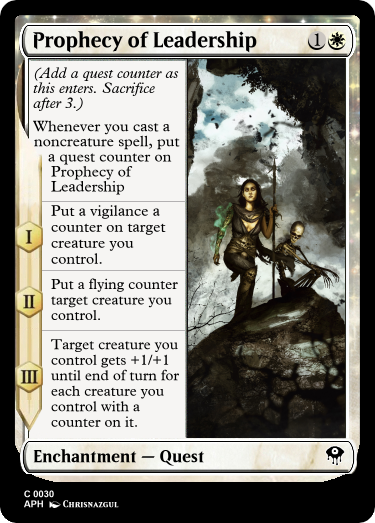 Prophecy of Leadership 1
(Add a quest counter as
this enters. Sacrifice
after 3.)
Whenever you cast a
noncreature spell, put
a quest counter on
Prophecy of
Leadership
I
Put a vigilance a
counter on target
creature you
control.
II
Put a flying counter
target creature you
control.
III
Target creature you
control gets +1/+1
until end of turn for
each creature you
control with a
counter on it.
Enchantment — Quest
C 0030
APH Chrisnazgul